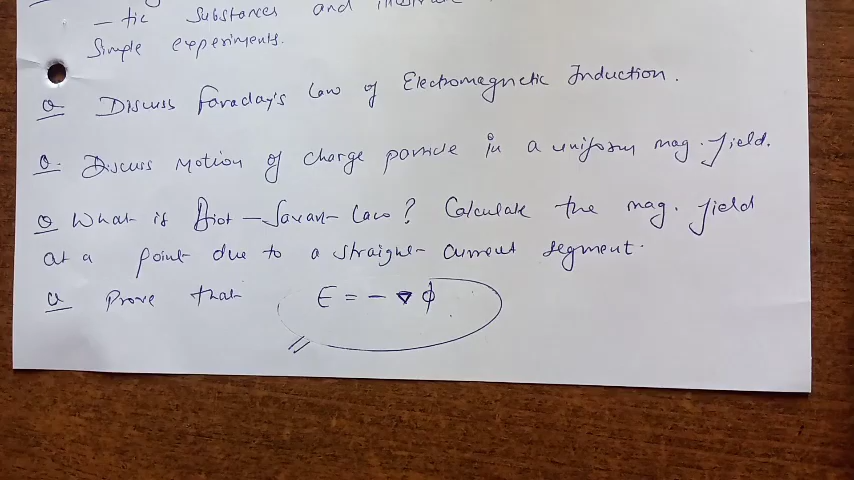 - tic Substances and
Simple experiments.
Q Discuss Faraday's Law of Electromagnetic Induction.
Q. Discuss Motion of charge particle in a uniform mag. field.
Q What is Biot-Savart Law? Calculate the mag. field
at a point due to a straight current segment.
Q Prove that E = - ∇ φ